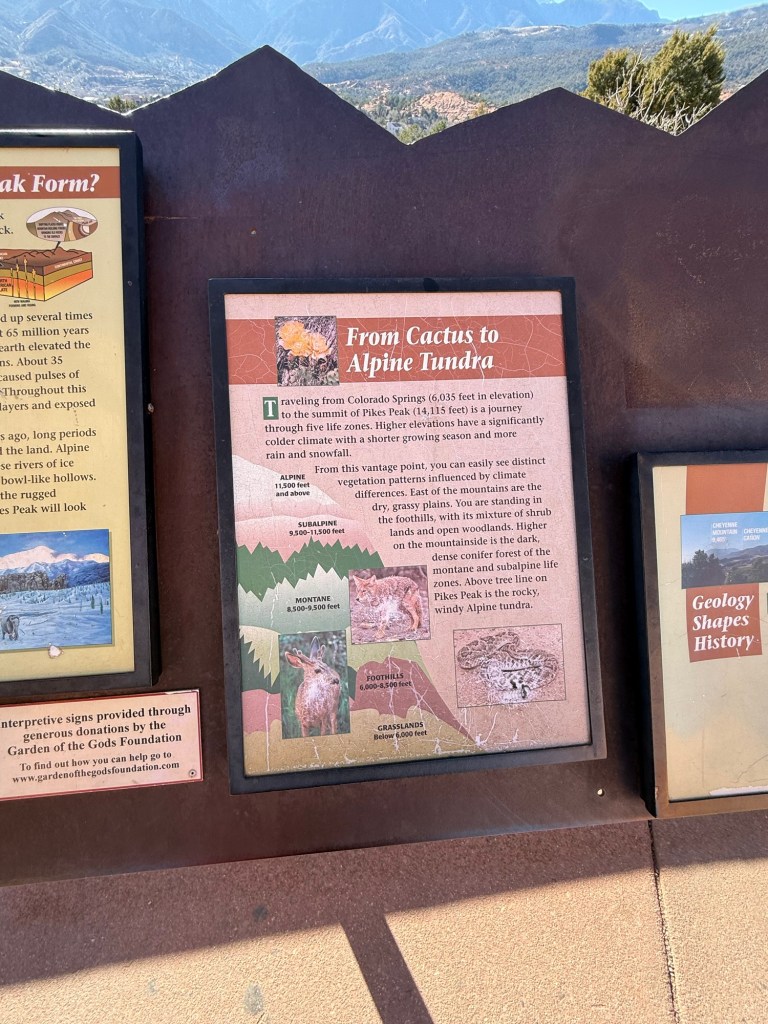 ak Form?
k
ck.
d up several times
t 65 million years
earth elevated the
ns. About 35
caused pulses of
Throughout this
layers and exposed
s ago, long periods
d the land. Alpine
se rivers of ice
bowl-like hollows.
the rugged
es Peak will look
nterpretive signs provided through
generous donations by the
Garden of the Gods Foundation
To find out how you can help go to
www.gardenofthegodsfoundation.com
From Cactus to
Alpine Tundra
Traveling from Colorado Springs (6,035 feet in elevation)
to the summit of Pikes Peak (14,115 feet) is a journey
through five life zones. Higher elevations have a significantly
colder climate with a shorter growing season and more
rain and snowfall.
From this vantage point, you can easily see distinct
vegetation patterns influenced by climate
differences. East of the mountains are the
dry, grassy plains. You are standing in
the foothills, with its mixture of shrub
lands and open woodlands. Higher
on the mountainside is the dark,
dense conifer forest of the
montane and subalpine life
zones. Above tree line on
Pikes Peak is the rocky,
windy Alpine tundra.
ALPINE
11,500 feet
and above
SUBALPINE
9,500–11,500 feet
MONTANE
8,500–9,500 feet
FOOTHILLS
6,000–8,500 feet
GRASSLANDS
Below 6,000 feet
CHEYENNE
MOUNTAIN
CHEYENNE
CANON
Geology
Shapes
History